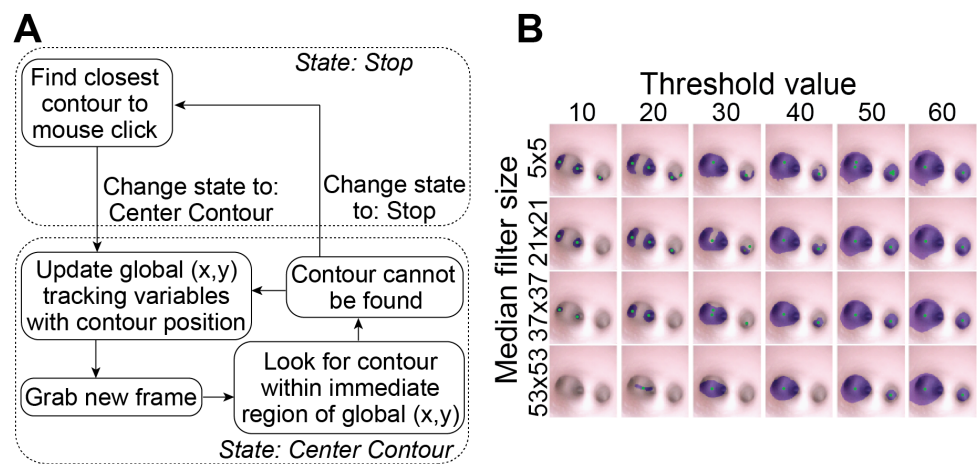 A
State: Stop
Find closest
contour to
mouse click
Change state to:
Center Contour
Change state
to: Stop
Update global (x,y)
tracking variables
with contour position
Contour cannot
be found
Grab new frame
Look for contour
within immediate
region of global (x,y)
State: Center Contour
B
Threshold value
10 20 30 40 50 60
Median filter size
5x5
21x21
37x37
53x53